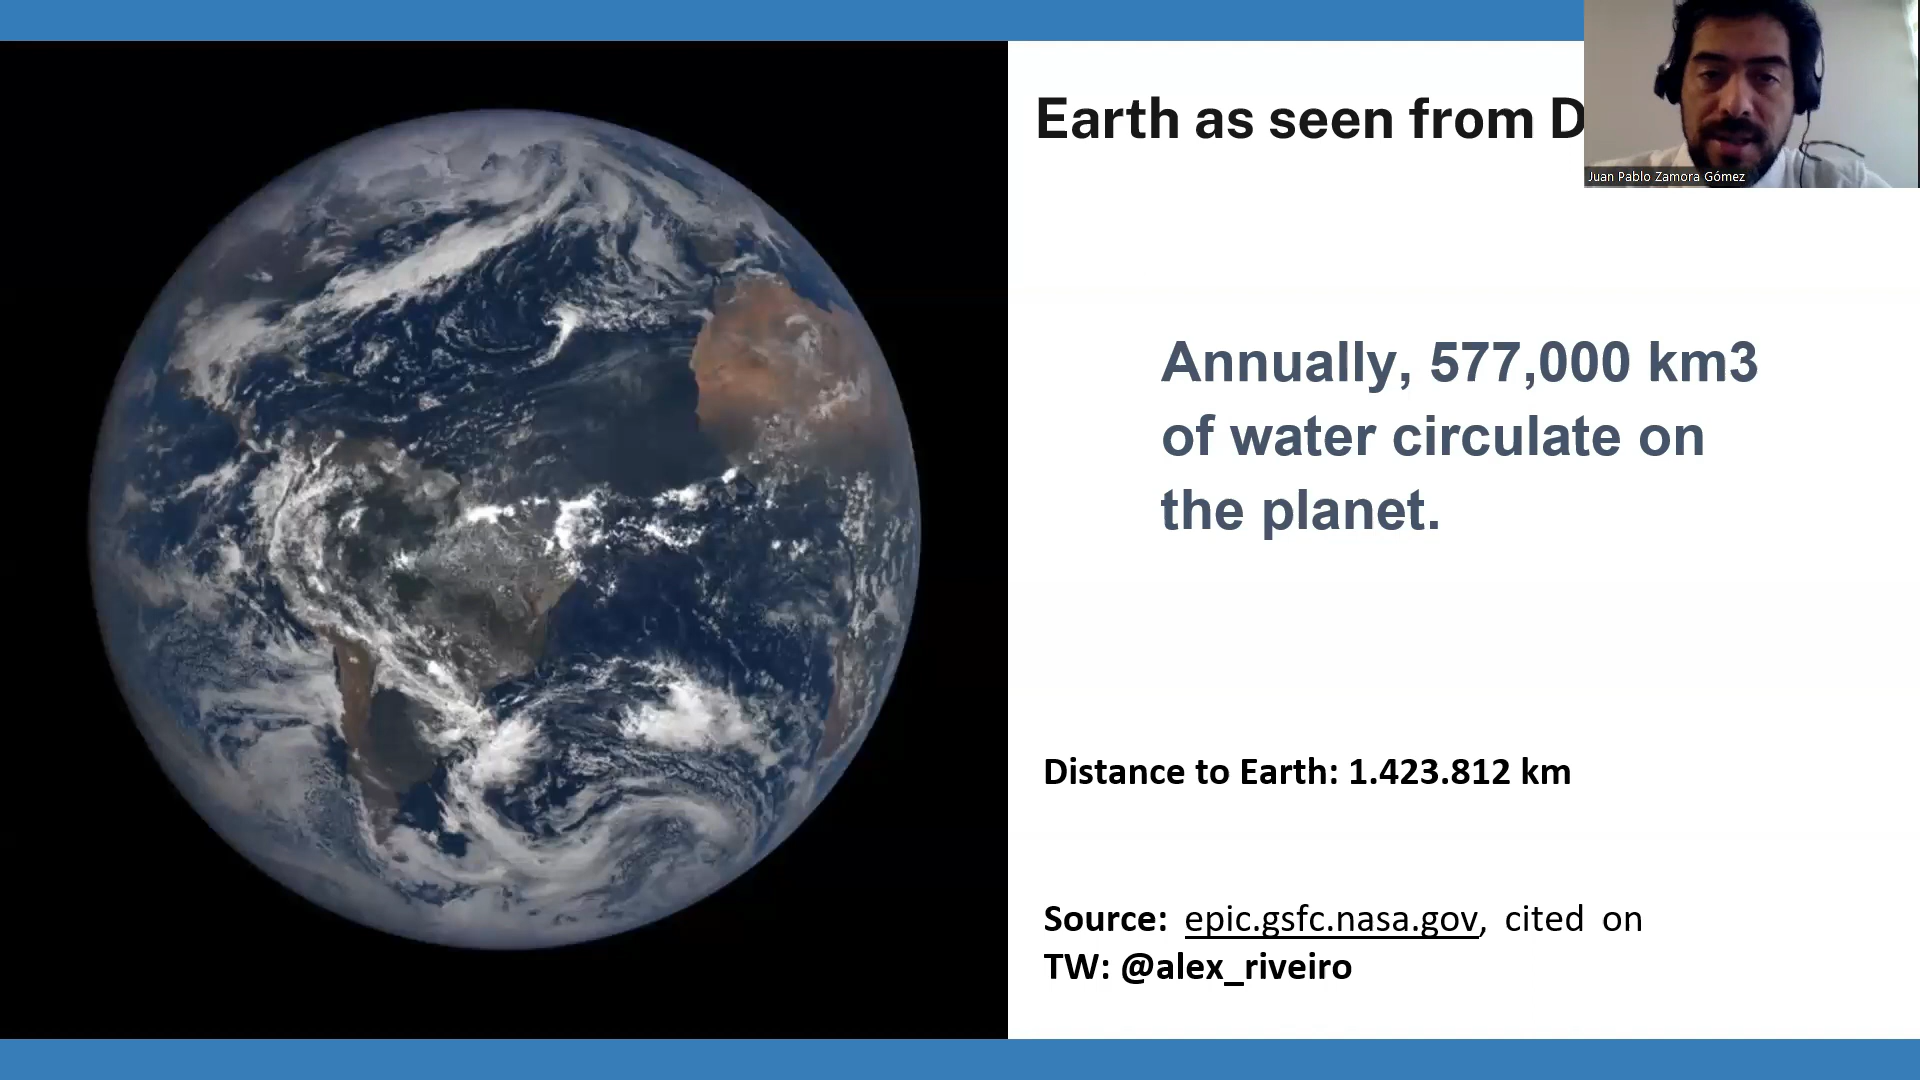 Earth as seen from D
Juan Pablo Zamora Gómez
Annually, 577,000 km3
of water circulate on
the planet.
Distance to Earth: 1.423.812 km
Source: epic.gsfc.nasa.gov, cited on
TW: @alex_riveiro